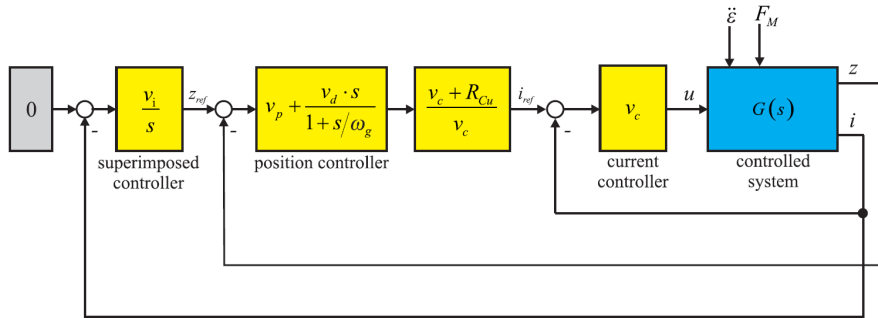 ε̈ F_M
0
-
v_i / s
z_ref
-
v_p + v_d · s / (1 + s/ω_g)
v_c + R_Cu / v_c
i_ref
-
v_c
u
G(s)
z
i
superimposed
controller
position controller
current
controller
controlled
system